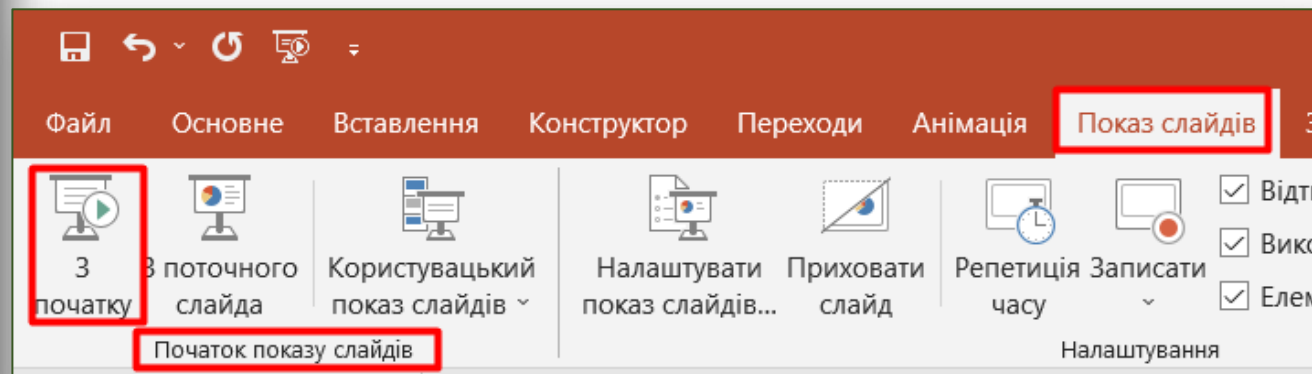 Файл Основне Вставлення Конструктор Переходи Анімація Показ слайдів
З З поточного Користувацький Налаштувати Приховати Репетиція Записати
початку слайда показ слайдів показ слайдів... слайд часу
Початок показу слайдів Налаштування